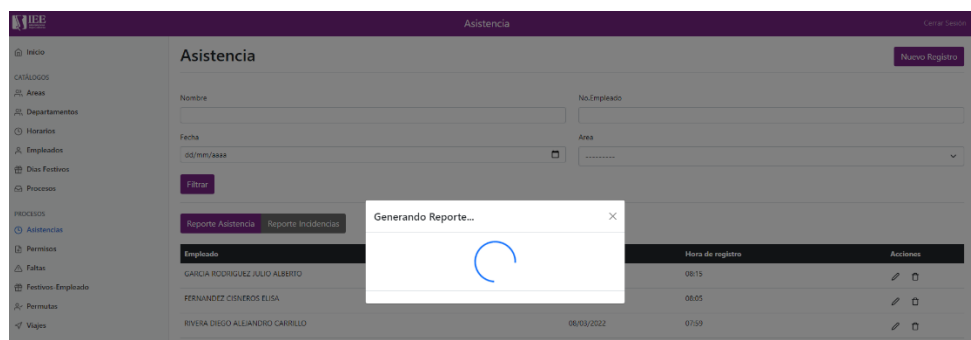 IEE
Asistencia
Cerrar Sesión
Inicio
CATÁLOGOS
Areas
Departamentos
Horarios
Empleados
Dias Festivos
Procesos
PROCESOS
Asistencias
Permisos
Faltas
Festivos-Empleado
Permutas
Viajes
Asistencia
Nuevo Registro
Nombre
No.Empleado
Fecha
Area
dd/mm/aaaa
---------
Filtrar
Reporte Asistencia Reporte Incidencias
Generando Reporte...
Empleado Hora de registro Acciones
GARCIA RODRIGUEZ JULIO ALBERTO 08:15
FERNANDEZ CISNEROS ELISA 08:05
RIVERA DIEGO ALEJANDRO CARRILLO 08/03/2022 07:59